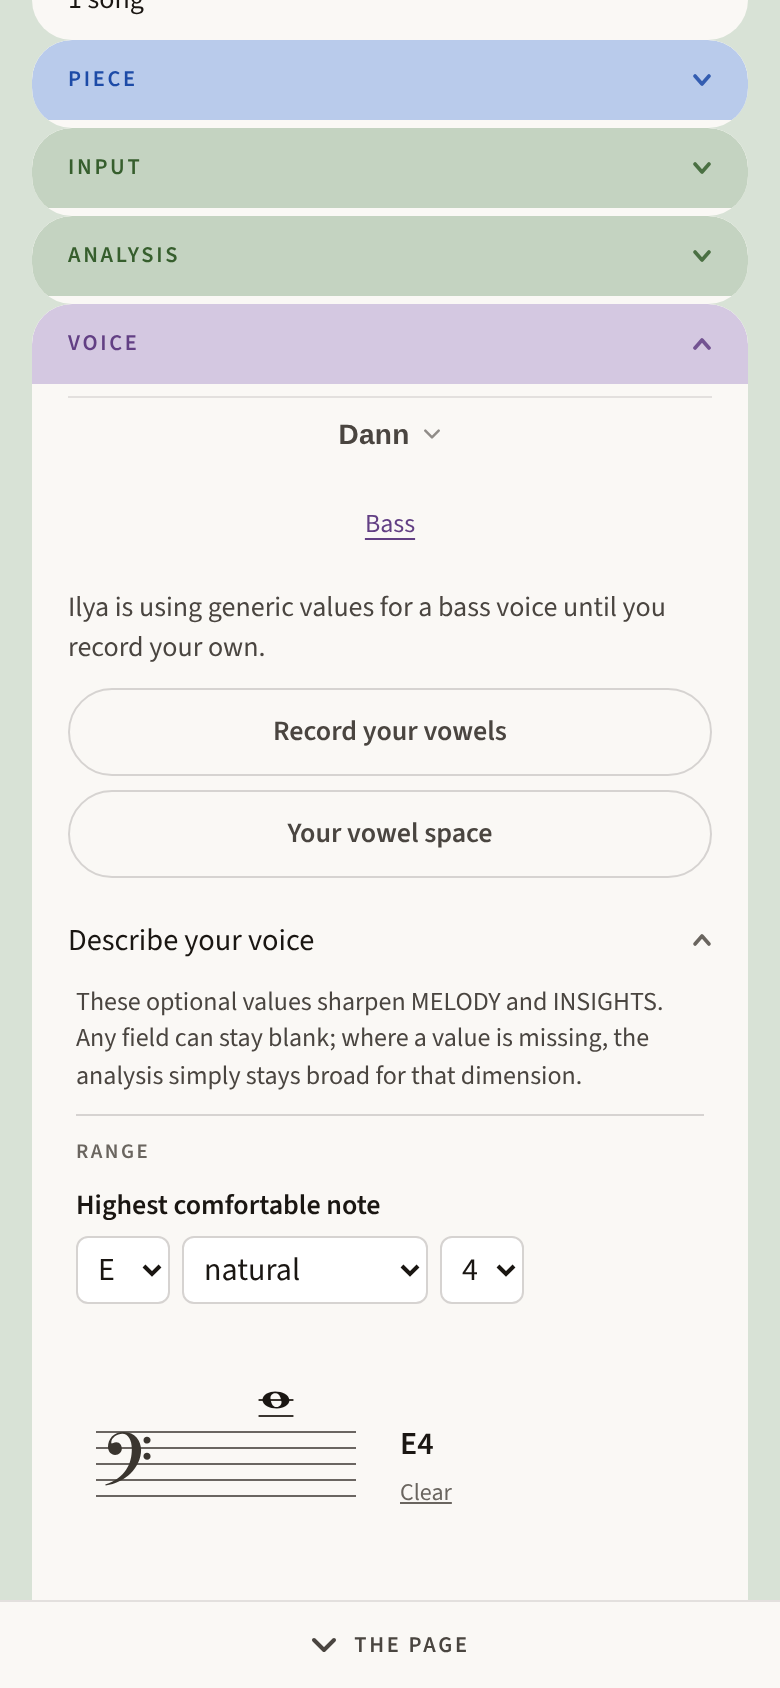 1 song
PIECE
INPUT
ANALYSIS
VOICE
Dann
Bass
Ilya is using generic values for a bass voice until you
record your own.
Record your vowels
Your vowel space
Describe your voice
These optional values sharpen MELODY and INSIGHTS.
Any field can stay blank; where a value is missing, the
analysis simply stays broad for that dimension.
RANGE
Highest comfortable note
E natural 4
E4
Clear
THE PAGE